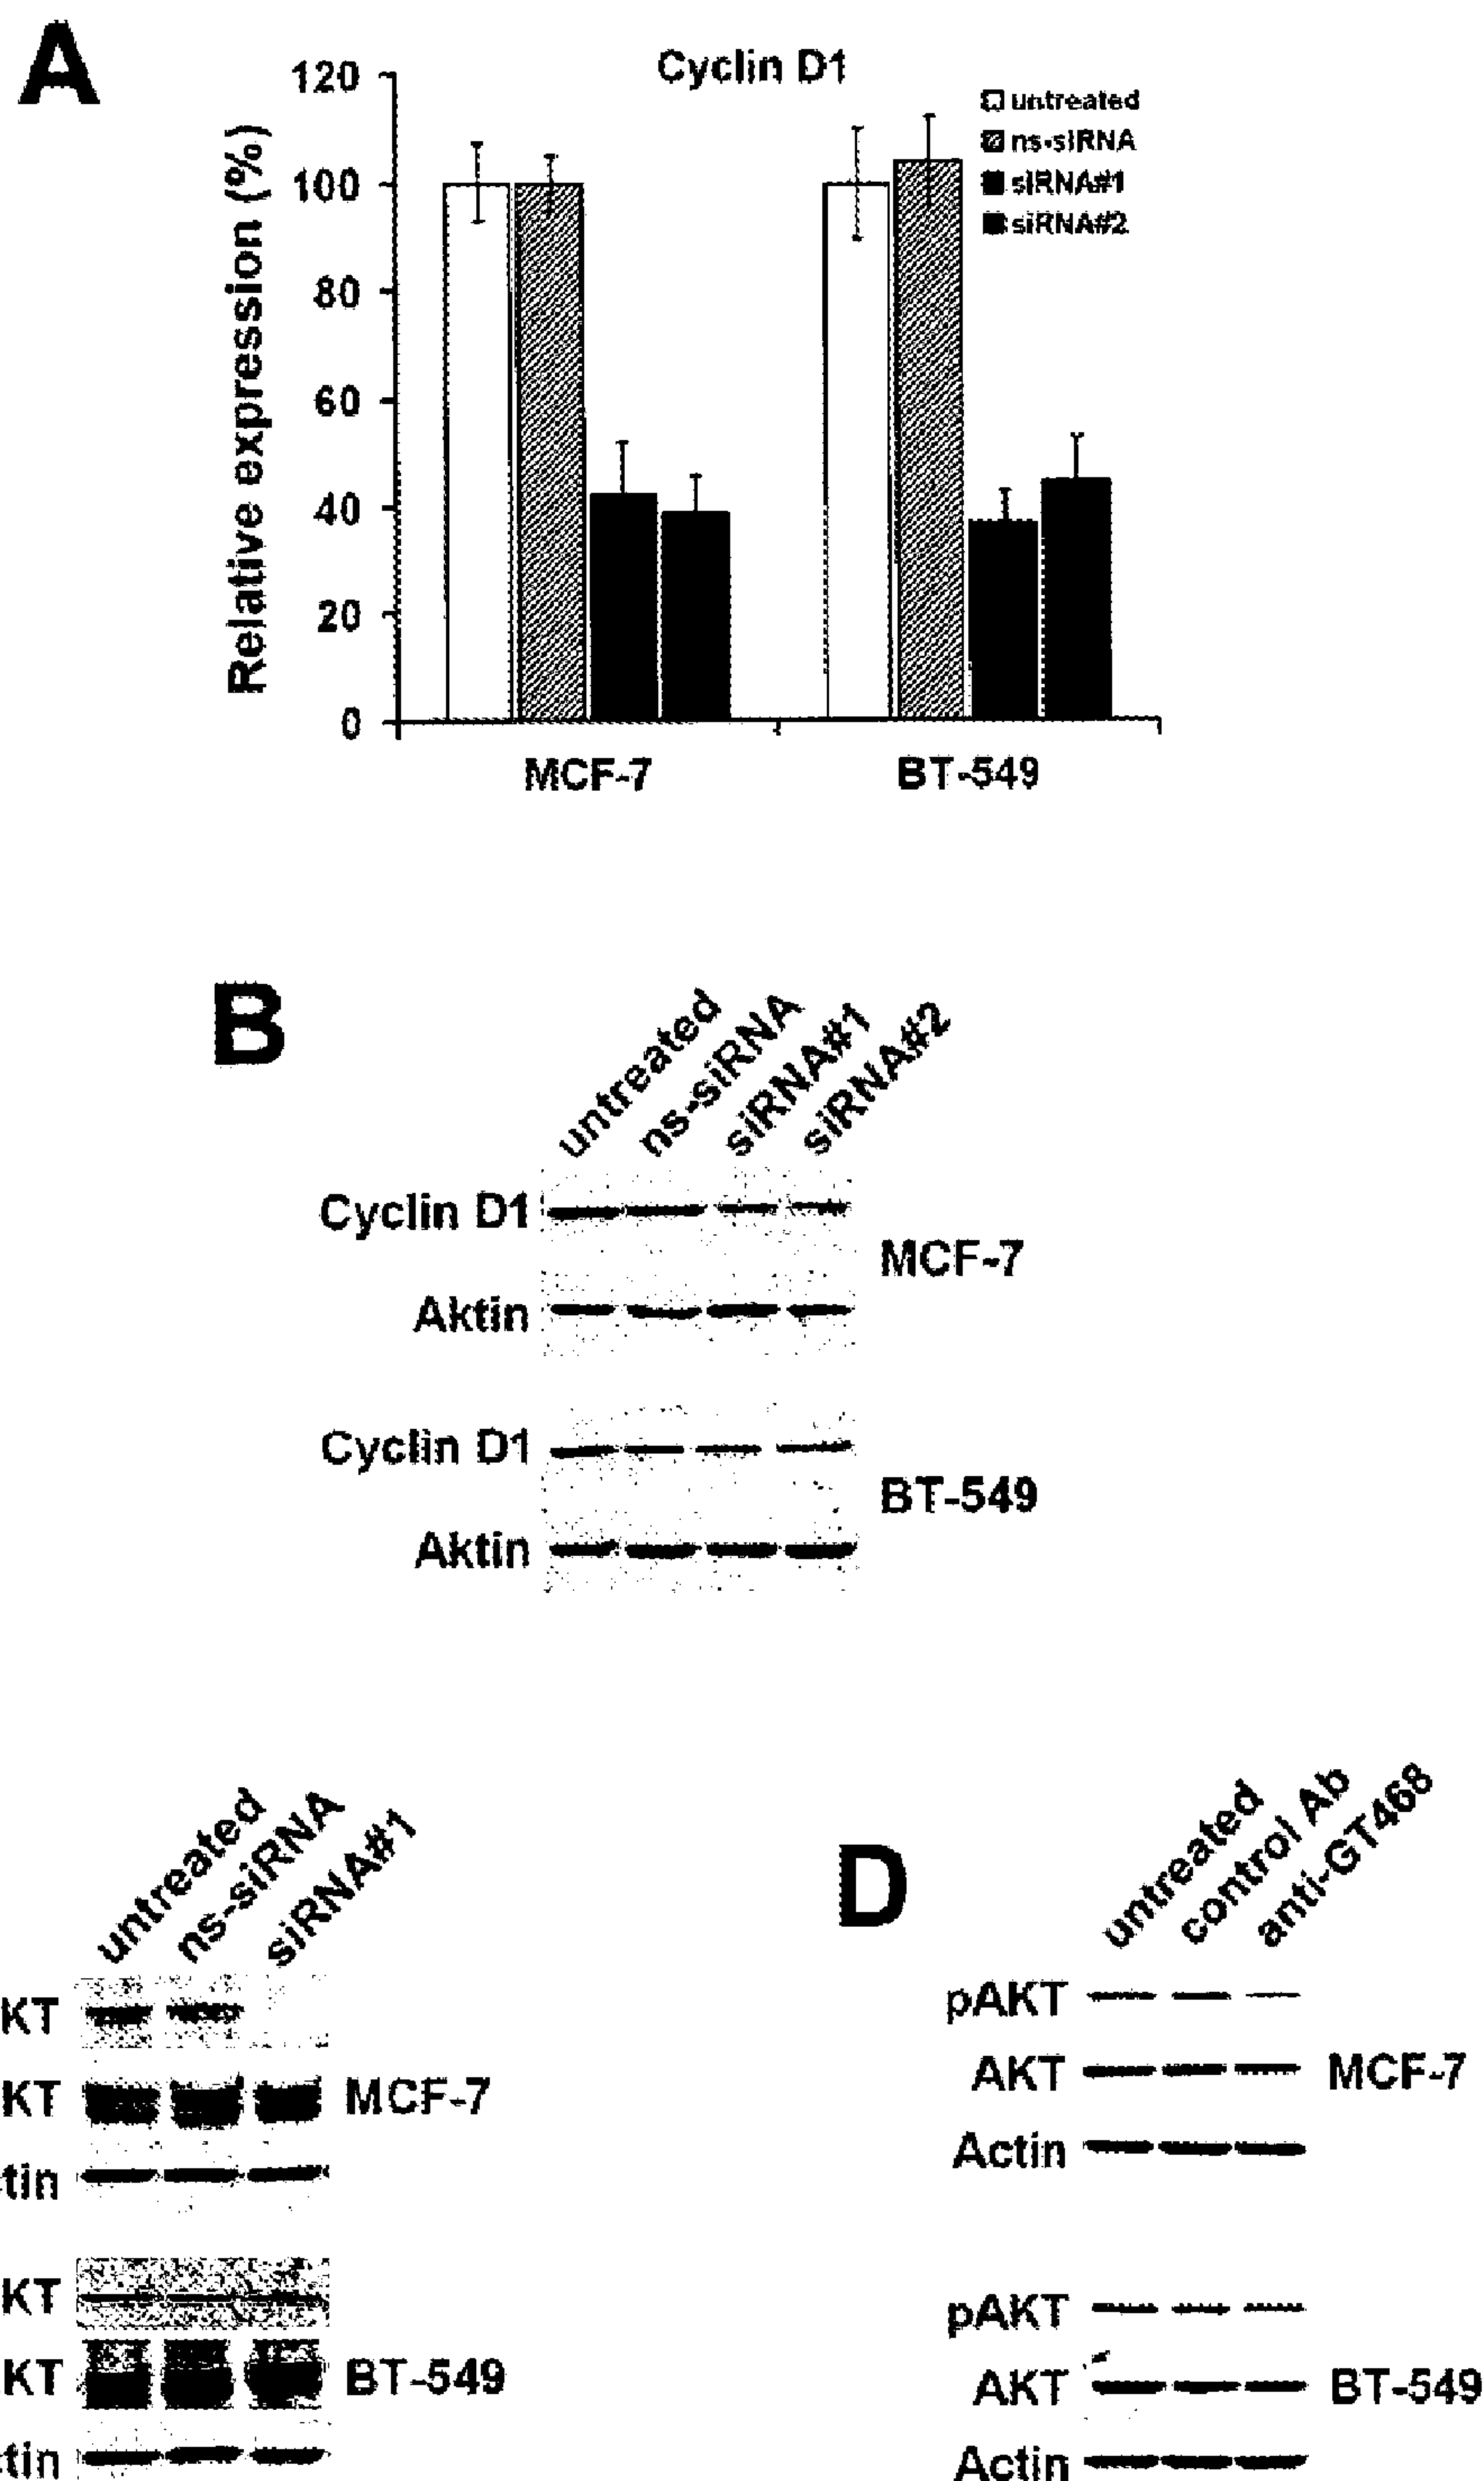 A
Cyclin D1
Relative expression (%)
120
100
80
60
40
20
0
untreated
ns-siRNA
siRNA#1
siRNA#2
MCF-7
BT-549
B
untreated
ns-siRNA
siRNA#1
siRNA#2
Cyclin D1
MCF-7
Aktin
Cyclin D1
BT-549
Aktin
untreated
ns-siRNA
siRNA#1
KT
KT
MCF-7
tin
KT
KT
BT-549
tin
D
untreated
control Ab
anti-GT468
pAKT
AKT
MCF-7
Actin
pAKT
AKT
BT-549
Actin